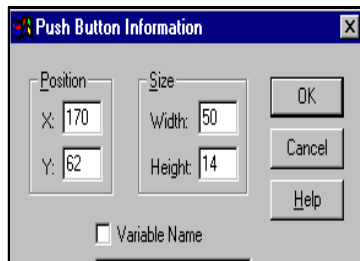 Push Button Information
Position
X: 170
Y: 62
Size
Width: 50
Height: 14
OK
Cancel
Help
Variable Name